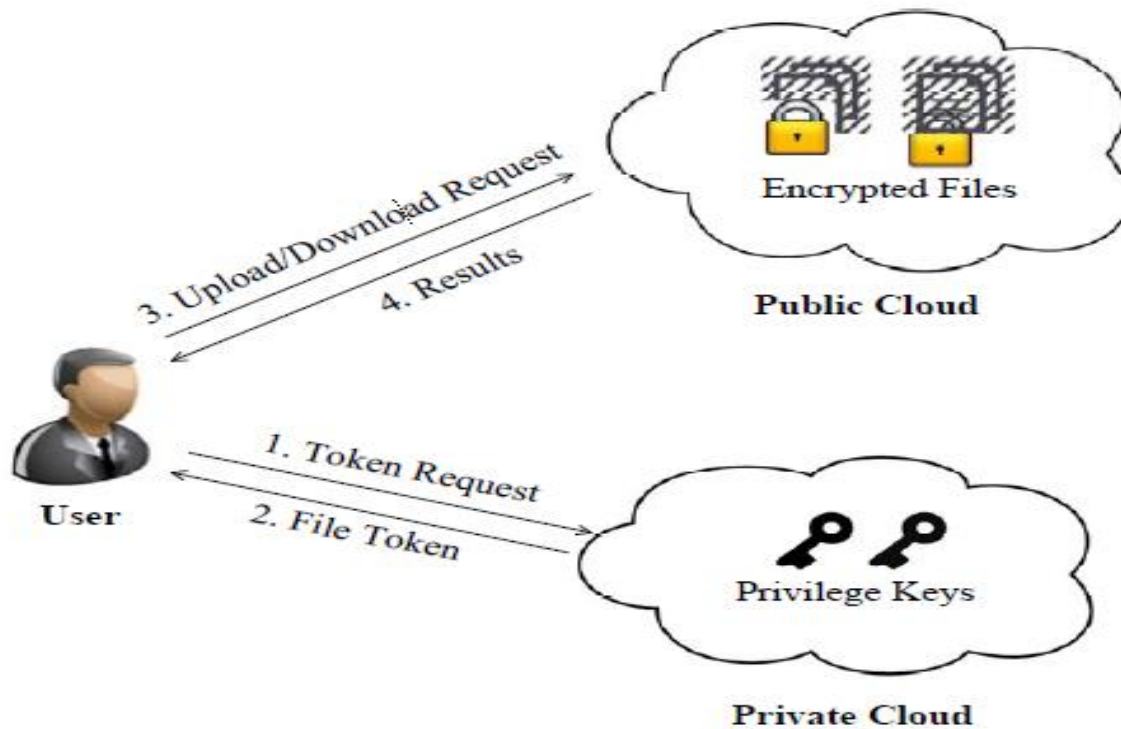 Encrypted Files
Public Cloud
3. Upload/Download Request
4. Results
User
1. Token Request
2. File Token
Privilege Keys
Private Cloud